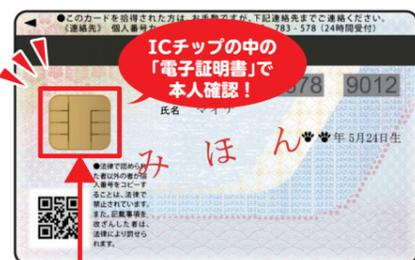 ●このカードを拾得された方は、お手数ですが、下記連絡先までご連絡ください。
《連絡先》 個人番号カ 783-578（24時間受付）
ICチップの中の
「電子証明書」で
本人確認！
678 9012
氏名
年 5月24日生
みほん
●法律で認められ
た者以外の者が個
人番号をコピーす
ることは、法律で
禁止されています。
また、記載事項を
改ざんした者は、
法律により罰せら
れます。